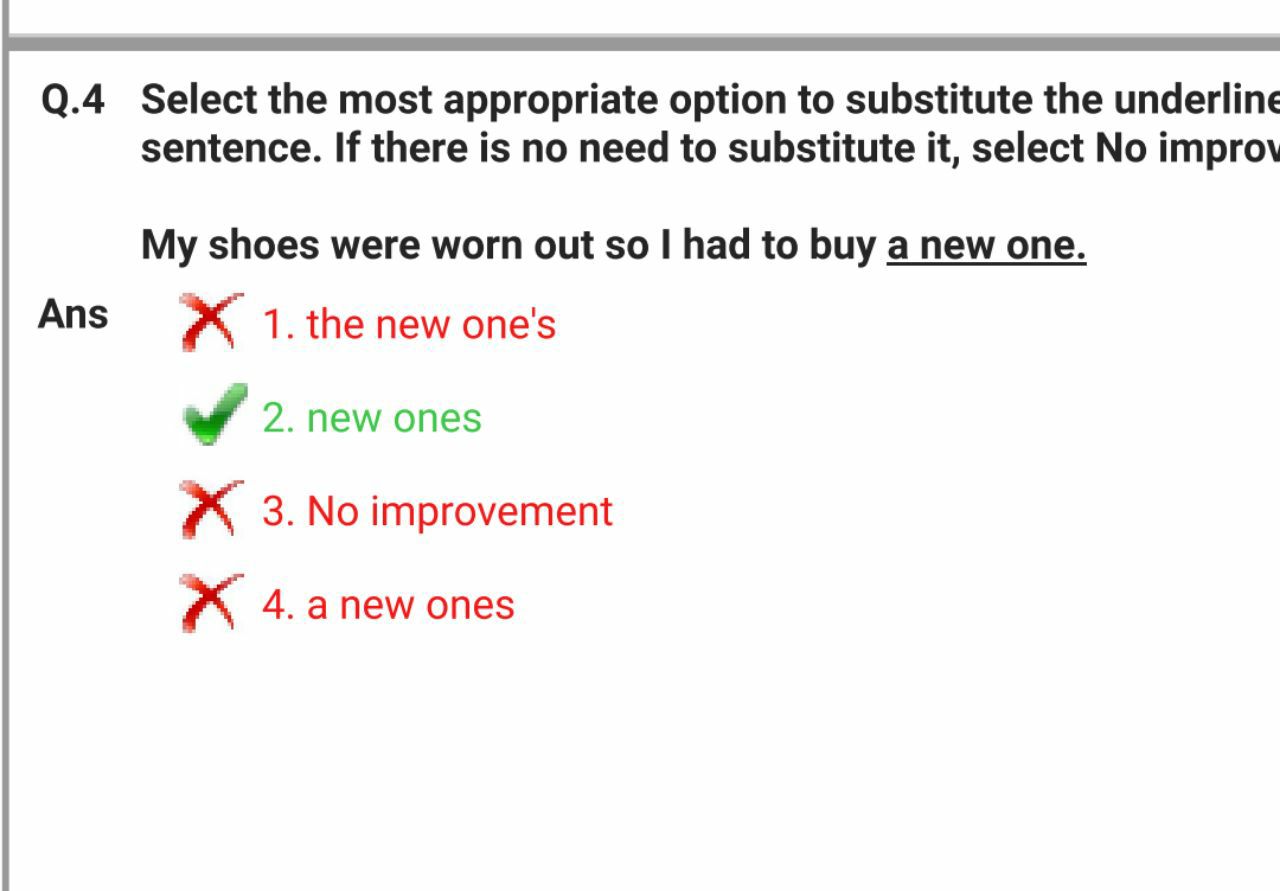 Q.4 Select the most appropriate option to substitute the underline
sentence. If there is no need to substitute it, select No improv
My shoes were worn out so I had to buy a new one.
Ans
1. the new one's
2. new ones
3. No improvement
4. a new ones